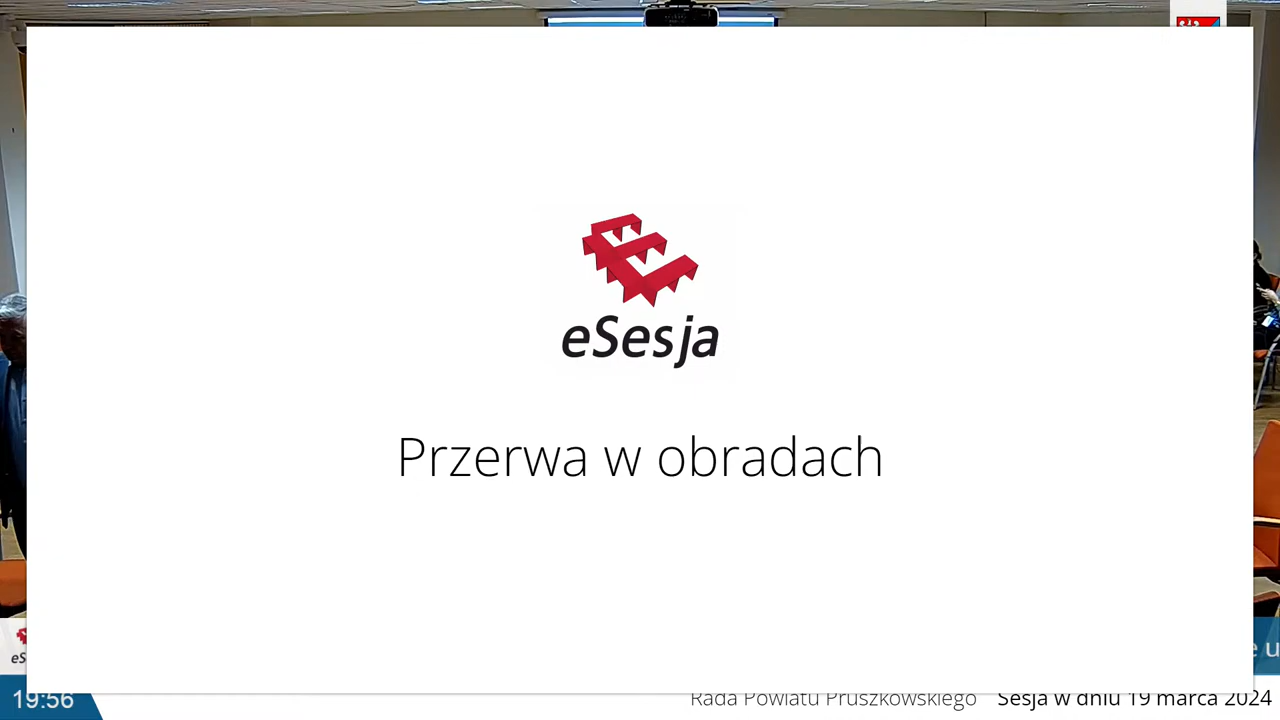 eSesja
Przerwa w obradach
19:56
Rada Powiatu Pruszkowskiego Sesja w dniu 19 marca 2024